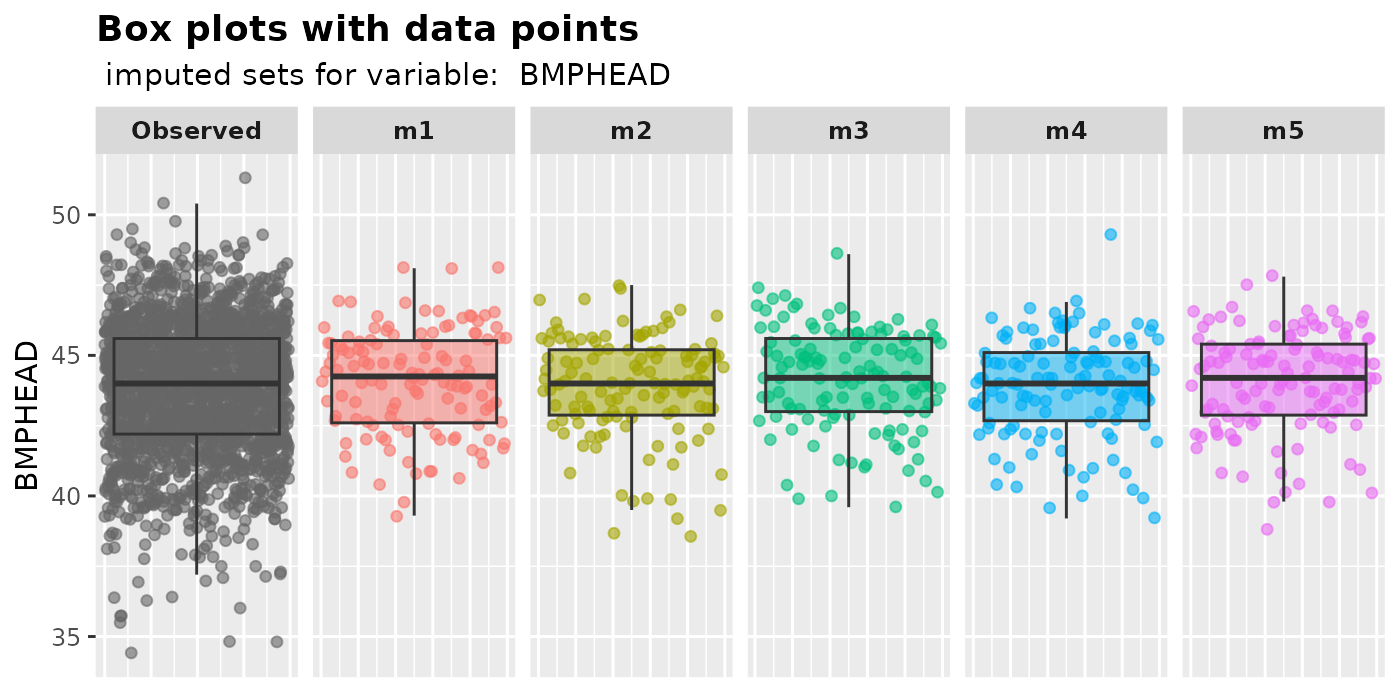 Box plots with data points
imputed sets for variable:  BMPHEAD
Observed m1 m2 m3 m4 m5
50
45
40
35
BMPHEAD